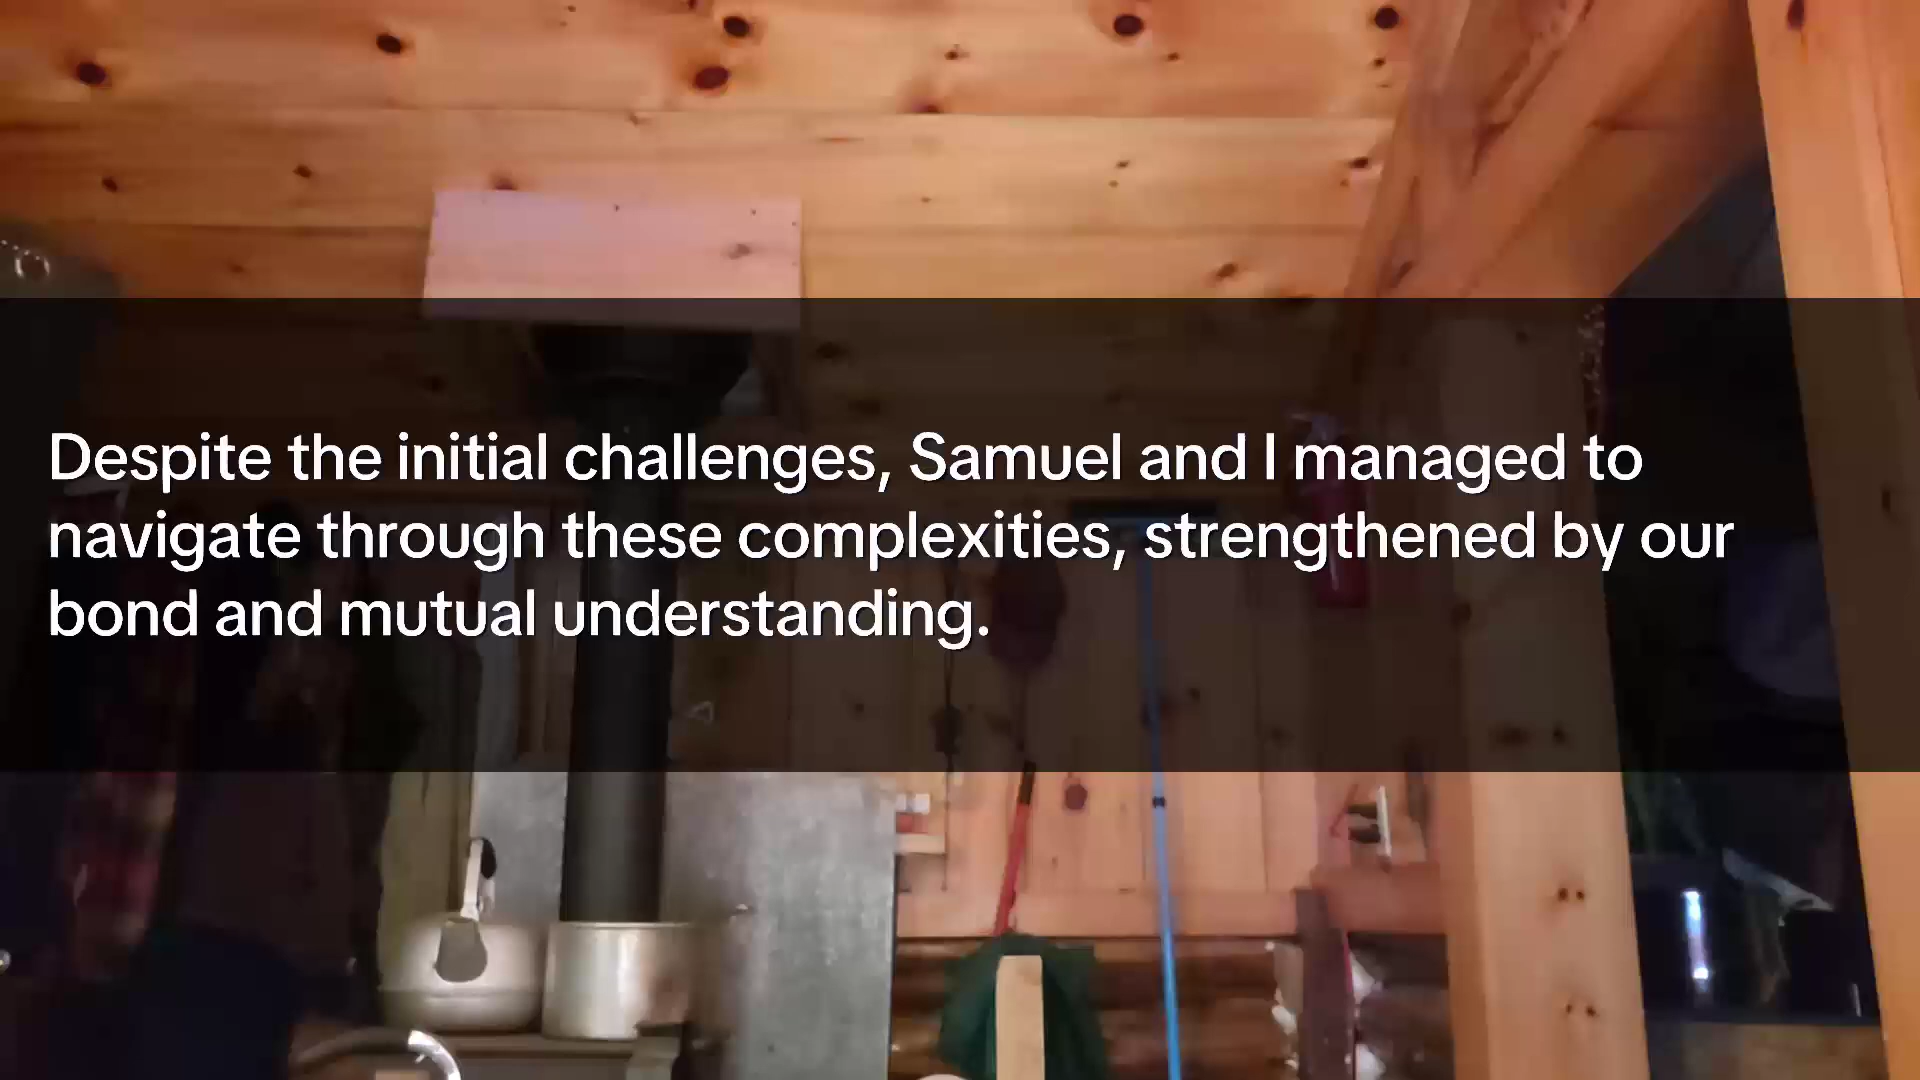 Despite the initial challenges, Samuel and I managed to
navigate through these complexities, strengthened by our
bond and mutual understanding.